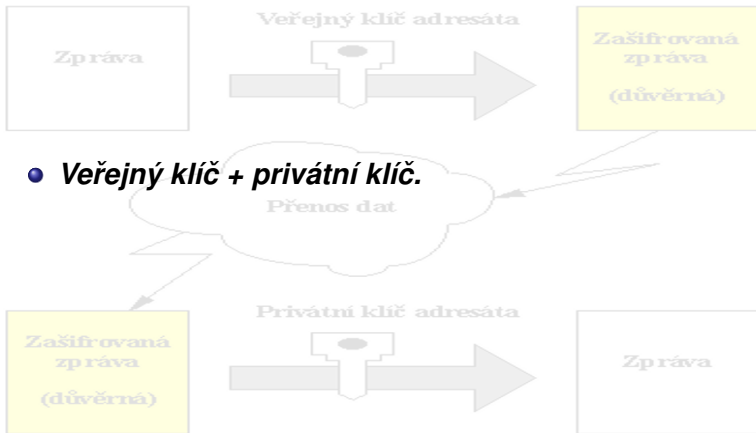 Veřejný klíč adresáta
Zpráva
Zašifrovaná
zpráva
(důvěrná)
Veřejný klíč + privátní klíč.
Přenos dat
Privátní klíč adresáta
Zašifrovaná
zpráva
(důvěrná)
Zpráva